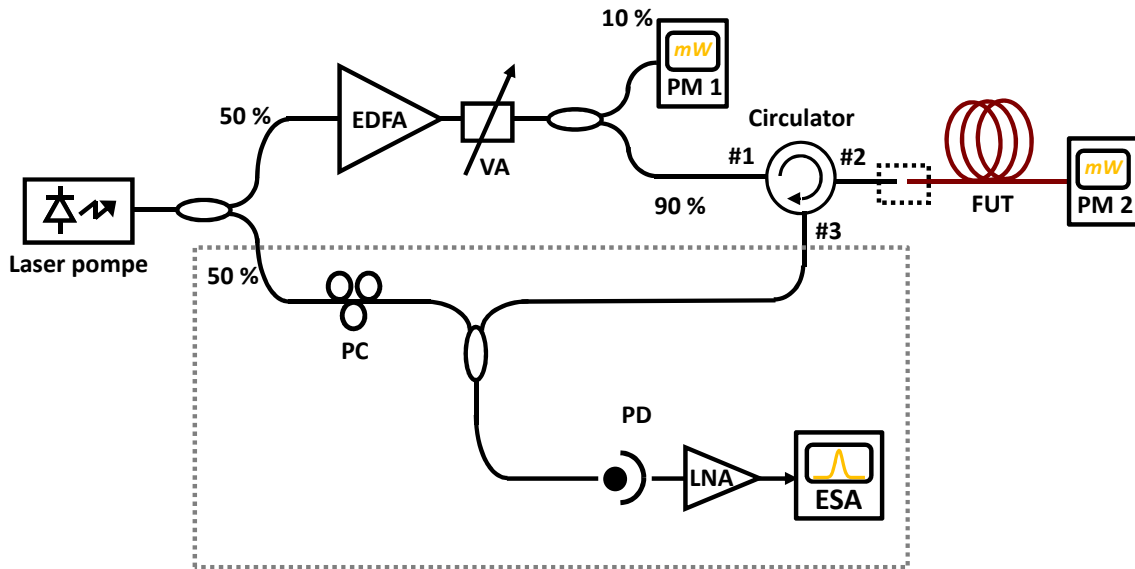 10 %
mW
PM 1
50 %
EDFA
VA
Circulator
#1
#2
mW
PM 2
FUT
90 %
#3
Laser pompe
50 %
PC
PD
LNA
ESA